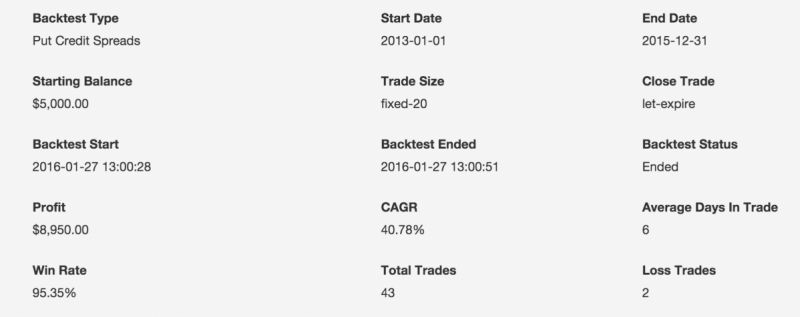 Backtest Type Start Date End Date
Put Credit Spreads 2013-01-01 2015-12-31
Starting Balance Trade Size Close Trade
$5,000.00 fixed-20 let-expire
Backtest Start Backtest Ended Backtest Status
2016-01-27 13:00:28 2016-01-27 13:00:51 Ended
Profit CAGR Average Days In Trade
$8,950.00 40.78% 6
Win Rate Total Trades Loss Trades
95.35% 43 2